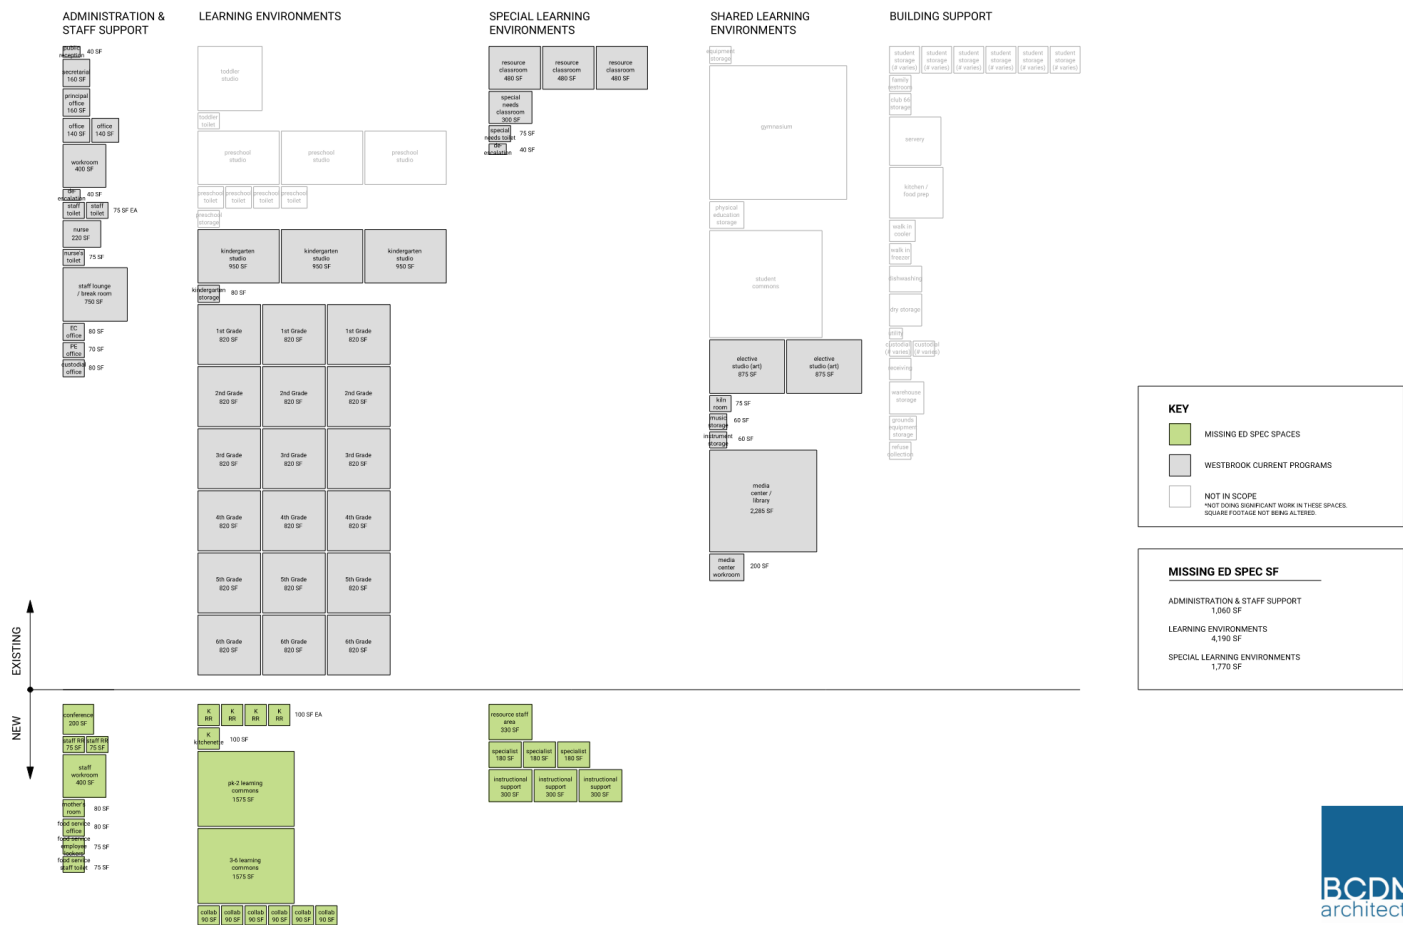 ADMINISTRATION &
STAFF SUPPORT
public
reception
40 SF
secretarial
160 SF
principal
office
160 SF
office
140 SF
office
140 SF
workroom
400 SF
de-
escalation
40 SF
staff
toilet
staff
toilet
75 SF EA
nurse
220 SF
nurse's
toilet
75 SF
staff lounge
/ break room
750 SF
EC
office
80 SF
PE
office
70 SF
custodial
office
80 SF
LEARNING ENVIRONMENTS
toddler
studio
toddler
toilet
preschool
studio
preschool
studio
preschool
studio
preschool
toilet
preschool
toilet
preschool
toilet
preschool
toilet
preschool
storage
kindergarten
studio
950 SF
kindergarten
studio
950 SF
kindergarten
studio
950 SF
kindergarten
storage
80 SF
1st Grade
820 SF
1st Grade
820 SF
1st Grade
820 SF
2nd Grade
820 SF
2nd Grade
820 SF
2nd Grade
820 SF
3rd Grade
820 SF
3rd Grade
820 SF
3rd Grade
820 SF
4th Grade
820 SF
4th Grade
820 SF
4th Grade
820 SF
5th Grade
820 SF
5th Grade
820 SF
5th Grade
820 SF
6th Grade
820 SF
6th Grade
820 SF
6th Grade
820 SF
SPECIAL LEARNING
ENVIRONMENTS
resource
classroom
480 SF
resource
classroom
480 SF
resource
classroom
480 SF
special
needs
classroom
300 SF
special
needs toilet
75 SF
de-
escalation
40 SF
SHARED LEARNING
ENVIRONMENTS
equipment
storage
gymnasium
physical
education
storage
student
commons
elective
studio (art)
875 SF
elective
studio (art)
875 SF
kiln
room
75 SF
music
storage
60 SF
instrument
storage
60 SF
media
center /
library
2,285 SF
media
center
workroom
200 SF
BUILDING SUPPORT
student
storage
(# varies)
student
storage
(# varies)
student
storage
(# varies)
student
storage
(# varies)
student
storage
(# varies)
student
storage
(# varies)
family
restroom
club kit
storage
servery
kitchen /
food prep
walk in
cooler
walk in
freezer
dishwashing
dry storage
utility
custodial
(# varies)
custodial
(# varies)
receiving
warehouse
storage
grounds
equipment
storage
refuse
collection
KEY
MISSING ED SPEC SPACES
WESTBROOK CURRENT PROGRAMS
NOT IN SCOPE
*NOT DOING SIGNIFICANT WORK IN THESE SPACES,
SQUARE FOOTAGE NOT BEING ALTERED.
MISSING ED SPEC SF
ADMINISTRATION & STAFF SUPPORT
1,060 SF
LEARNING ENVIRONMENTS
4,190 SF
SPECIAL LEARNING ENVIRONMENTS
1,770 SF
EXISTING
NEW
conference
200 SF
staff RR
75 SF
staff RR
75 SF
staff
workroom
400 SF
mother's
room
80 SF
food service
office
80 SF
food service
employee
lockers
75 SF
food service
staff toilet
75 SF
K
RR
K
RR
K
RR
K
RR
100 SF EA
K
kitchenette
100 SF
pk-2 learning
commons
1575 SF
3-6 learning
commons
1575 SF
collab
90 SF
collab
90 SF
collab
90 SF
collab
90 SF
collab
90 SF
collab
90 SF
resource staff
area
330 SF
specialist
180 SF
specialist
180 SF
specialist
180 SF
instructional
support
300 SF
instructional
support
300 SF
instructional
support
300 SF
BCDM
architect